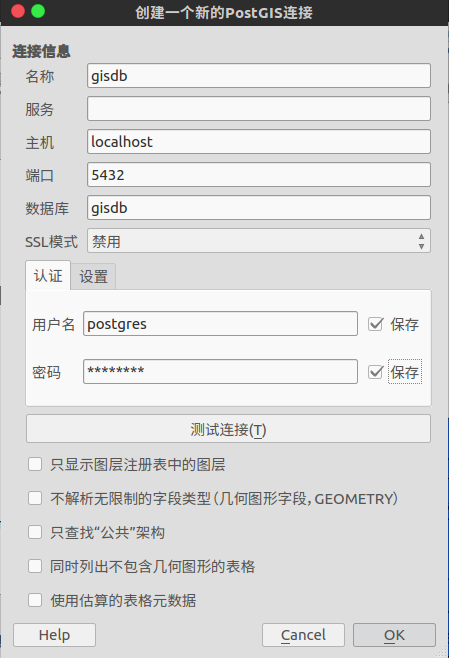 创建一个新的PostGIS连接
连接信息
名称 gisdb
服务
主机 localhost
端口 5432
数据库 gisdb
SSL模式 禁用
认证 设置
用户名 postgres 保存
密码 ******** 保存
测试连接(T)
只显示图层注册表中的图层
不解析无限制的字段类型(几何图形字段, GEOMETRY)
只查找“公共”架构
同时列出不包含几何图形的表格
使用估算的表格元数据
Help Cancel OK